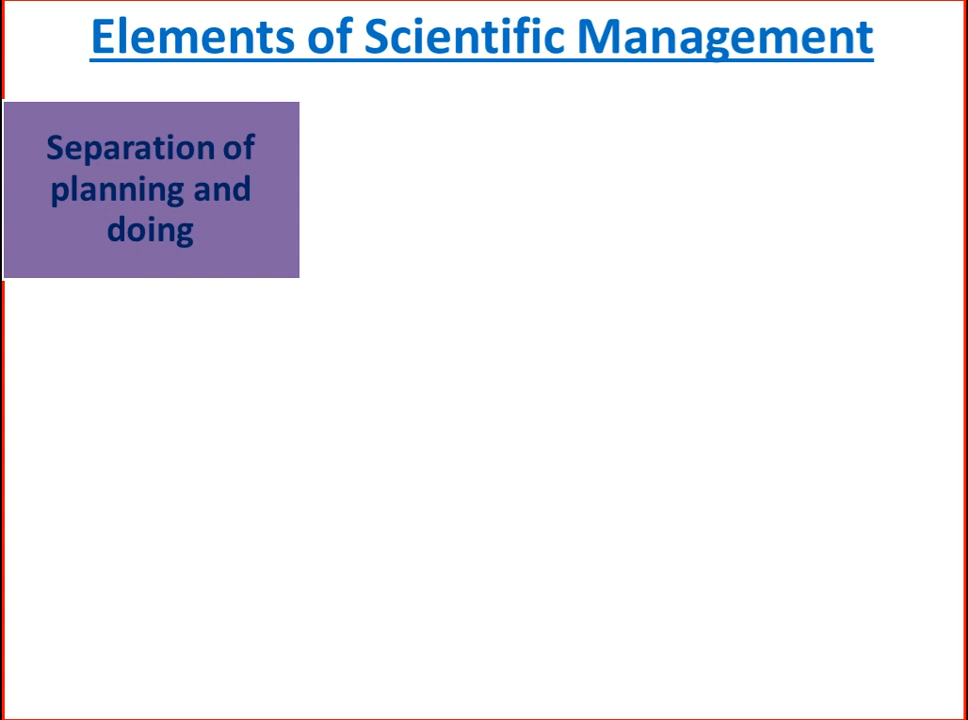 Elements of Scientific Management
Separation of
planning and
doing